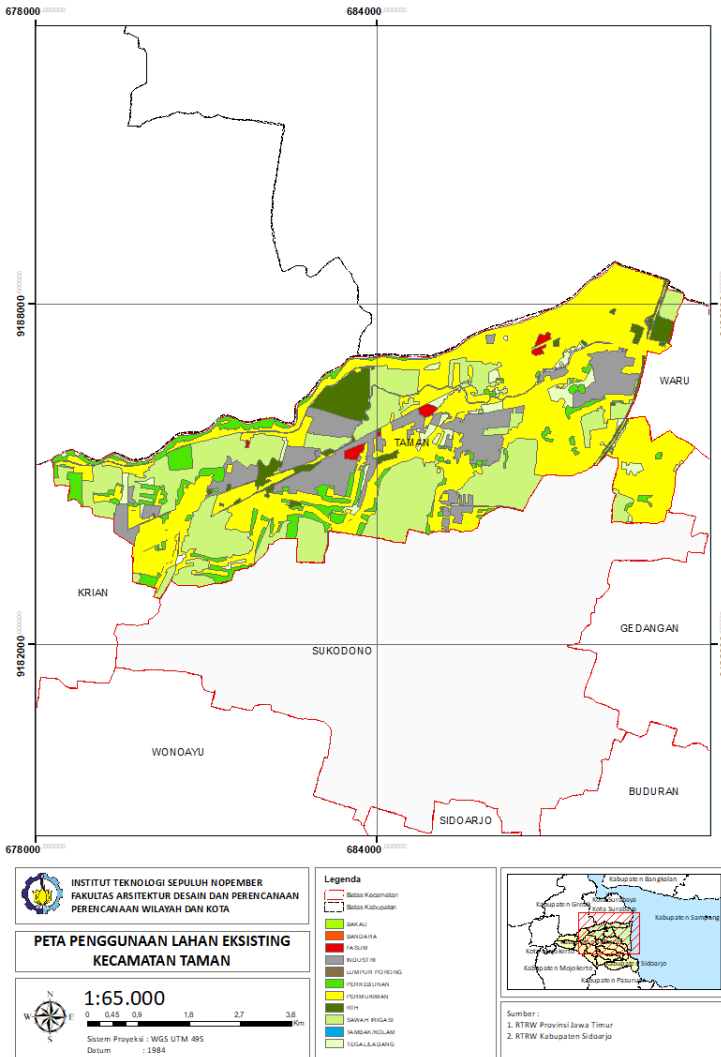 678000
684000
9188000
9188000
WARU
TAMAN
KRIAN
GEDANGAN
9182000
SUKODONO
WONOAYU
BUDURAN
SIDOARJO
678000
684000
INSTITUT TEKNOLOGI SEPULUH NOPEMBER
FAKULTAS ARSITEKTUR DESAIN DAN PERENCANAAN
PERENCANAAN WILAYAH DAN KOTA
PETA PENGGUNAAN LAHAN EKSISTING
KECAMATAN TAMAN
N
W E
S
1:65.000
0 0,45 0,9 1,8 2,7 3,6
Km
Sistem Proyeksi : WGS UTM 49S
Datum : 1984
Legenda
Batas Kecamatan
Batas Kabupaten
BAKAU
BANDARA
FASUM
INDUSTRI
LUMPUR PORONG
PERKEBUNAN
PERMUKIMAN
RTH
SAWAH IRIGASI
TAMBAK/KOLAM
TEGAL/LADANG
Kabupaten Bangkalan
Kota Surabaya
Kabupaten Sampang
Kabupaten Sidoarjo
Kabupaten Mojokerto
Kabupaten Pasuruan
Sumber :
1. RTRW Provinsi Jawa Timur
2. RTRW Kabupaten Sidoarjo